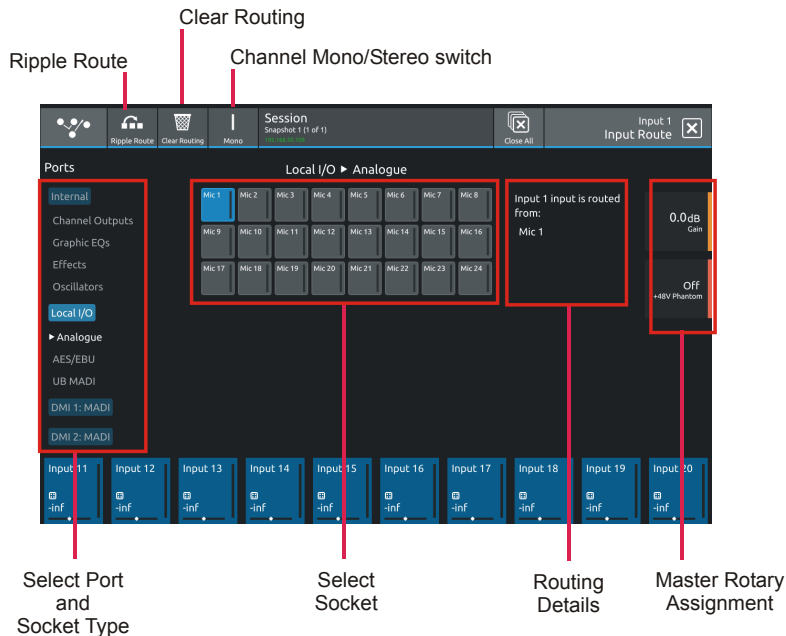 Clear Routing
Ripple Route
Channel Mono/Stereo switch
Ripple Route
Clear Routing
Mono
Session
Snapshot 1 (1 of 1)
Close All
Input 1
Input Route
Ports
Local I/O ▸ Analogue
Internal
Channel Outputs
Graphic EQs
Effects
Oscillators
Local I/O
▸ Analogue
AES/EBU
UB MADI
DMI 1: MADI
DMI 2: MADI
Mic 1 Mic 2 Mic 3 Mic 4 Mic 5 Mic 6 Mic 7 Mic 8
Mic 9 Mic 10 Mic 11 Mic 12 Mic 13 Mic 14 Mic 15 Mic 16
Mic 17 Mic 18 Mic 19 Mic 20 Mic 21 Mic 22 Mic 23 Mic 24
Input 1 input is routed
from:
Mic 1
0.0dB
Gain
Off
+48V Phantom
Input 11 Input 12 Input 13 Input 14 Input 15 Input 16 Input 17 Input 18 Input 19 Input 20
-inf -inf -inf -inf -inf -inf -inf -inf -inf -inf
Select Port
and
Socket Type
Select
Socket
Routing
Details
Master Rotary
Assignment